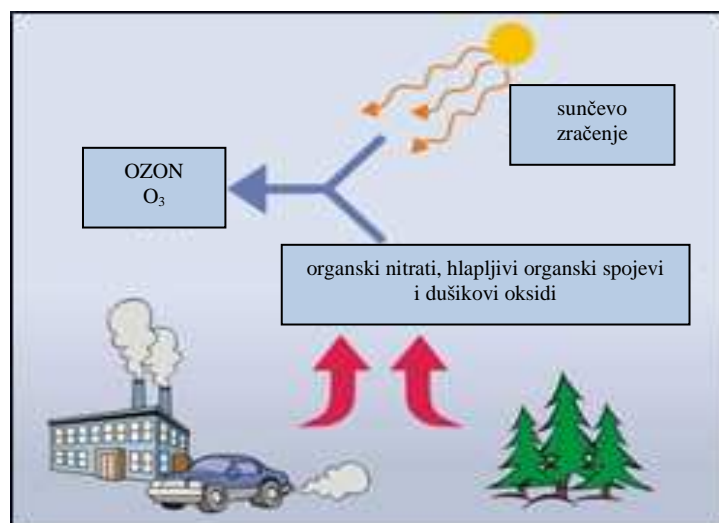 sunčevo
zračenje
OZON
O₃
organski nitrati, hlapljivi organski spojevi
i dušikovi oksidi